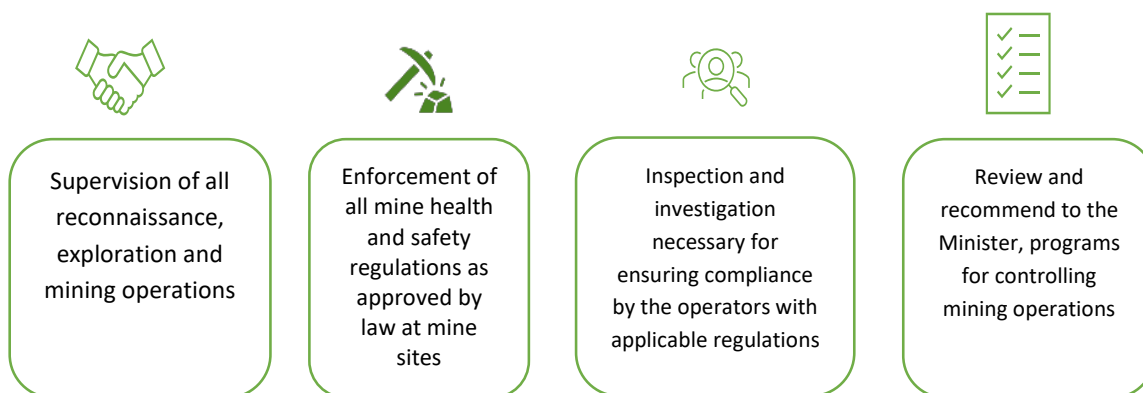 Supervision of all
reconnaissance,
exploration and
mining operations
Enforcement of
all mine health
and safety
regulations as
approved by
law at mine
sites
Inspection and
investigation
necessary for
ensuring compliance
by the operators with
applicable regulations
Review and
recommend to the
Minister, programs
for controlling
mining operations